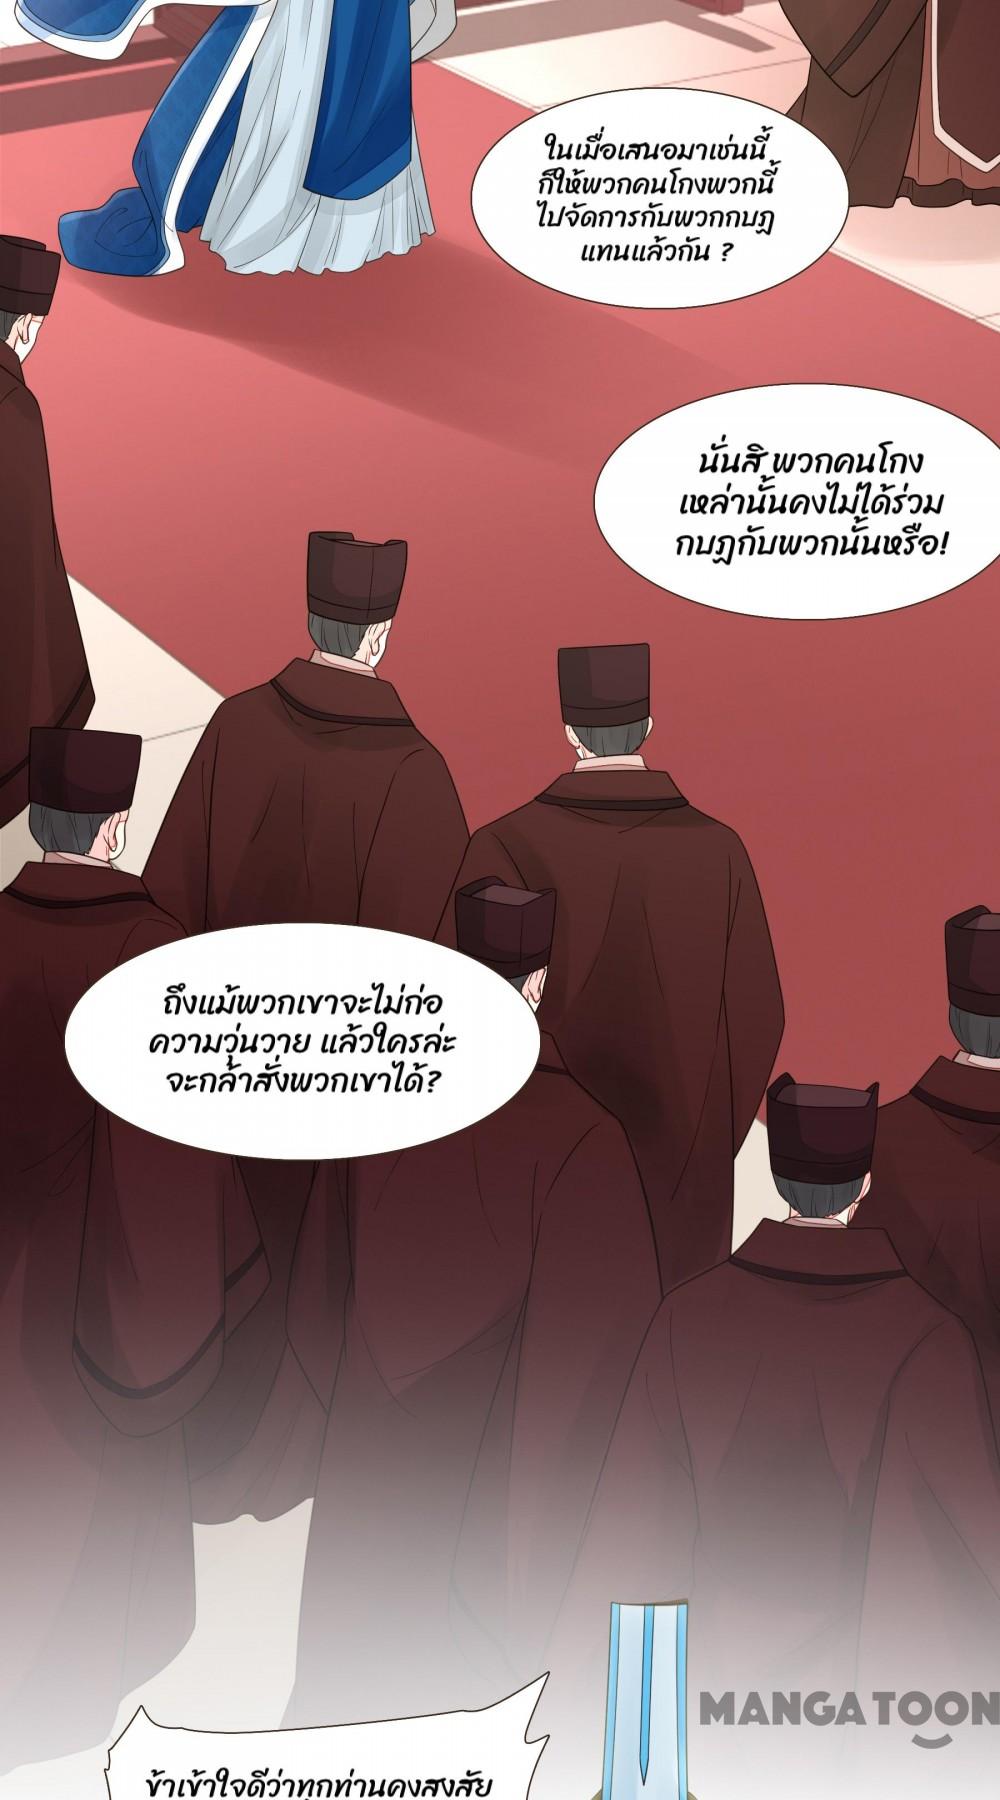 ในเมื่อเสนอมาเช่นนี้
ก็ให้พวกคนโกงพวกนี้
ไปจัดการกับพวกกบฏ
แทนแล้วกัน ?
นั่นสิ พวกคนโกง
เหล่านั้นคงไม่ได้ร่วม
กบฏกับพวกนั้นหรือ!
ถึงแม้พวกเขาจะไม่ก่อ
ความวุ่นวาย แล้วใครล่ะ
จะกล้าสั่งพวกเขาได้?
MANGATOON
ข้าเข้าใจดีว่าทุกท่านคงสงสัย